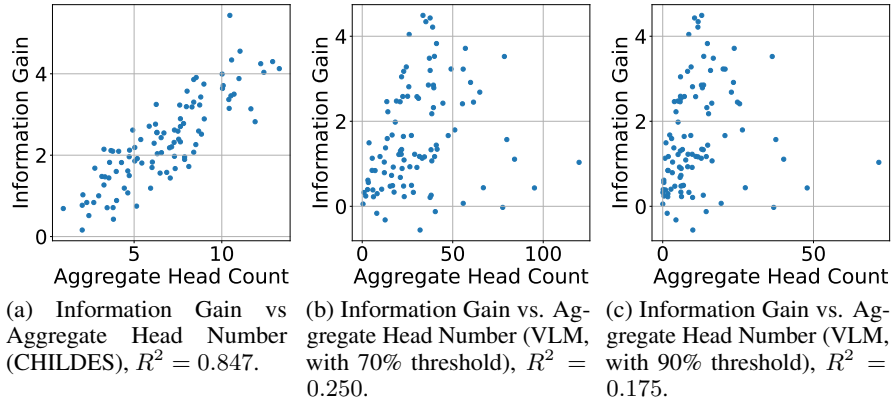 Information Gain
4
2
0
5
10
Aggregate Head Count
(a) Information Gain vs
Aggregate Head Number
(CHILDES), R² = 0.847.
Information Gain
4
2
0
0
50
100
Aggregate Head Count
(b) Information Gain vs. Ag-
gregate Head Number (VLM,
with 70% threshold), R² =
0.250.
Information Gain
4
2
0
0
50
Aggregate Head Count
(c) Information Gain vs. Ag-
gregate Head Number (VLM,
with 90% threshold), R² =
0.175.